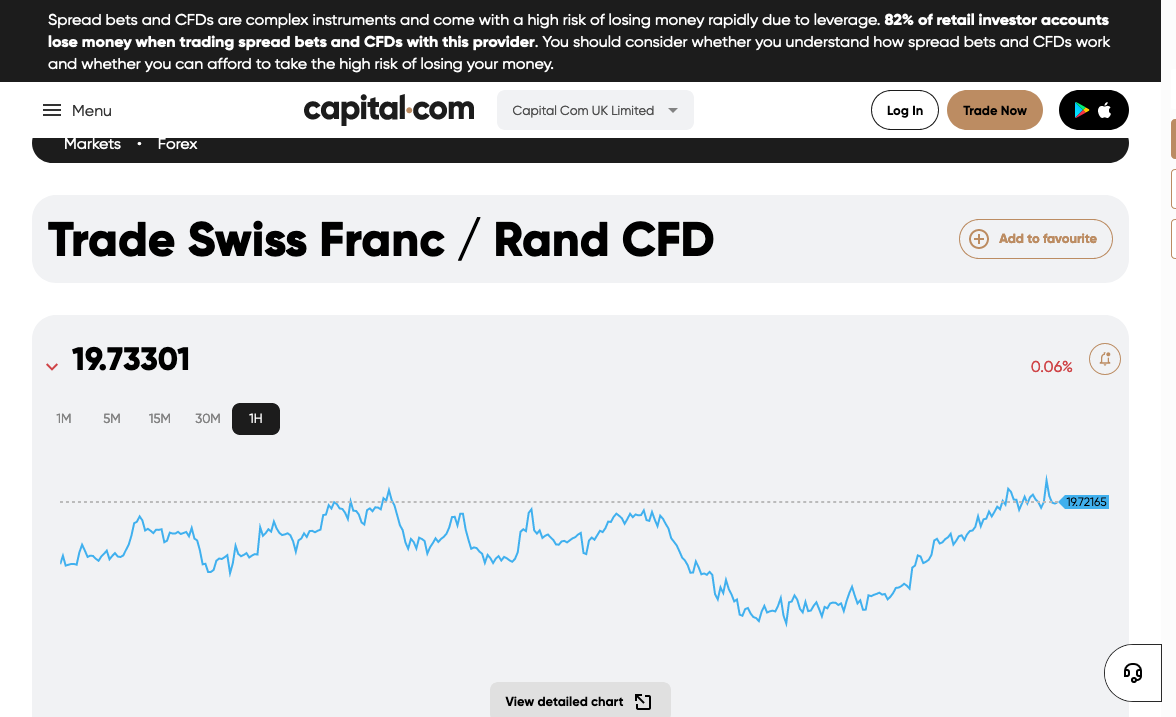 Spread bets and CFDs are complex instruments and come with a high risk of losing money rapidly due to leverage. 82% of retail investor accounts
lose money when trading spread bets and CFDs with this provider. You should consider whether you understand how spread bets and CFDs work
and whether you can afford to take the high risk of losing your money.
Menu
capital.com
Capital Com UK Limited
Log In
Trade Now
Markets • Forex
Trade Swiss Franc / Rand CFD
Add to favourite
19.73301
0.06%
1M 5M 15M 30M 1H
19.72165
View detailed chart